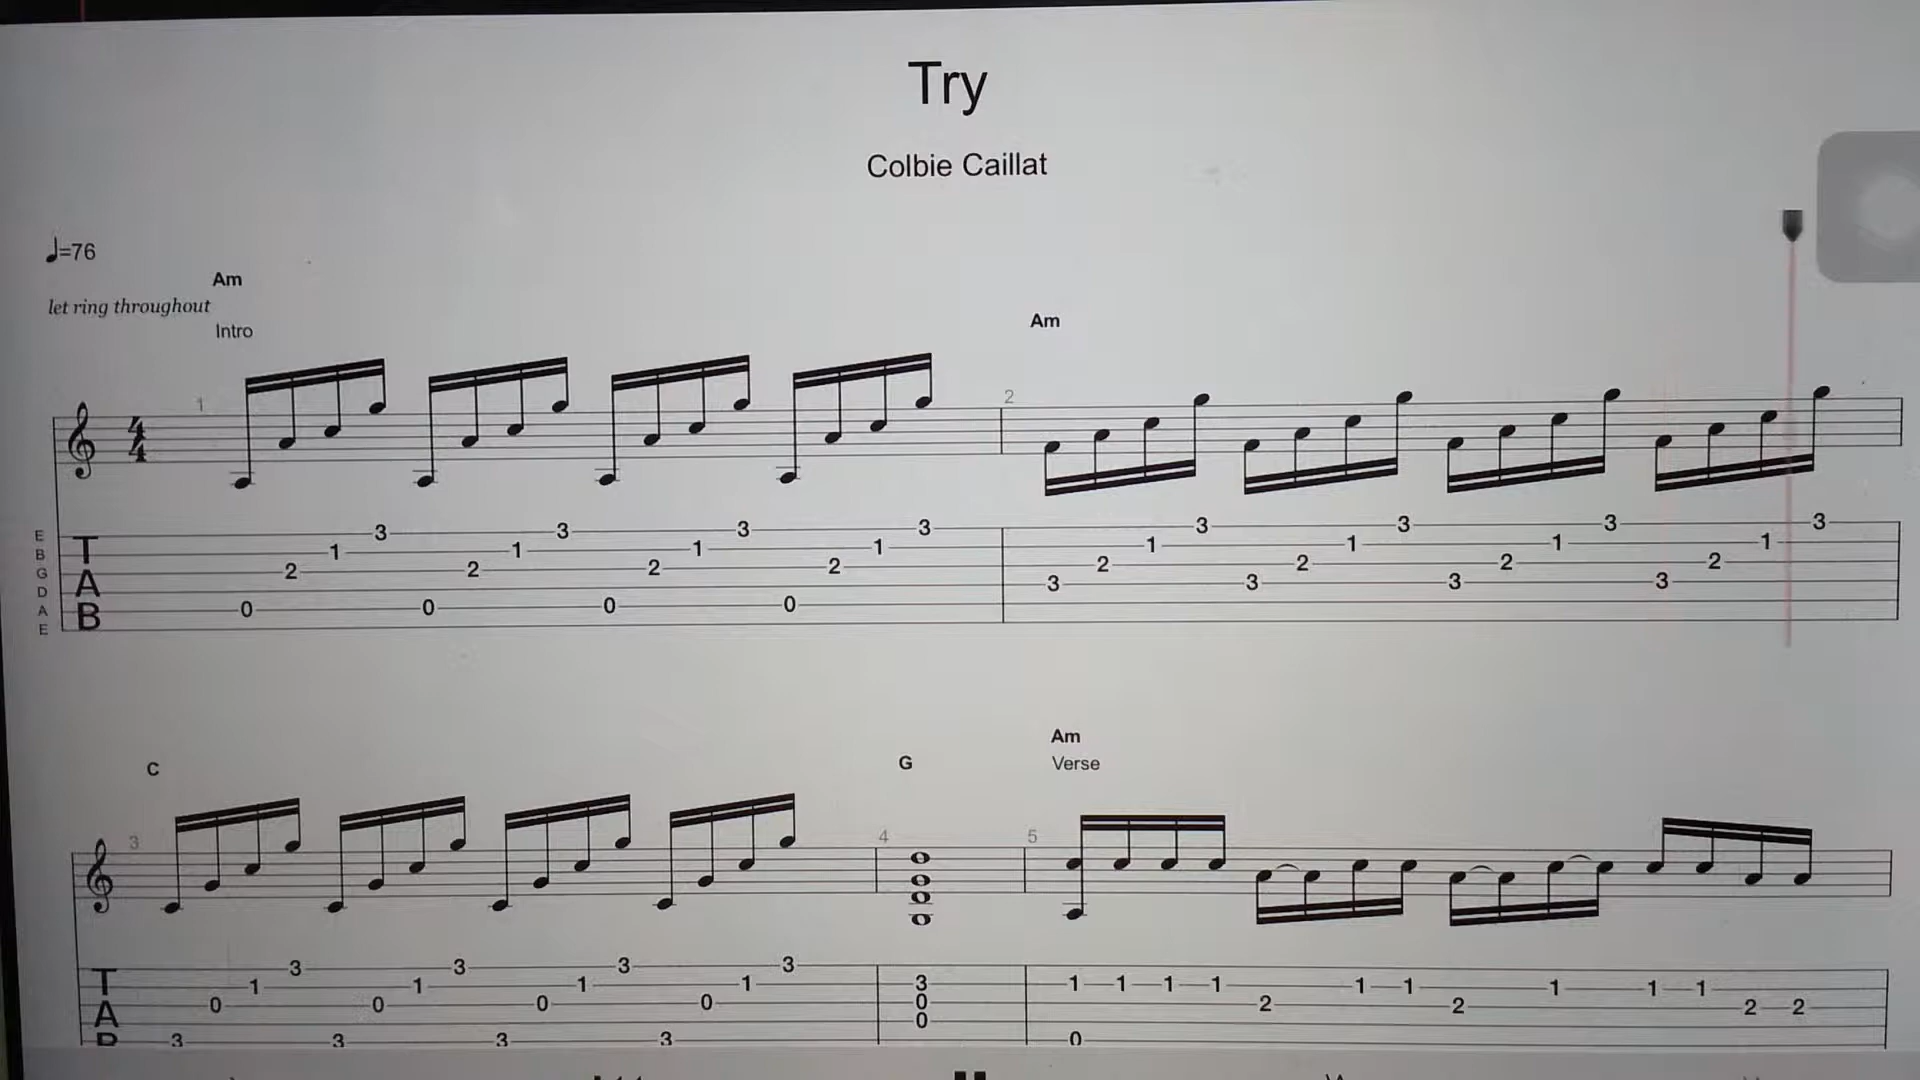 Try
Colbie Caillat
♩=76
Am
let ring throughout
Intro
Am
1
2
4
4
E
B
G
D
A
E
T
A
B
3 3 3 3 3 3 3 3
1 1 1 1 1 1 1 1
2 2 2 2 2 2 2 2
3 3 3 3
0 0 0 0
C
G
Am
Verse
3
4
5
T
A
B
3 3 3 3
1 1 1 1 3 1 1 1 1 1 1 1 1 1
0 0 0 0 0 2 2 2 2
0
3 3 3 3 0